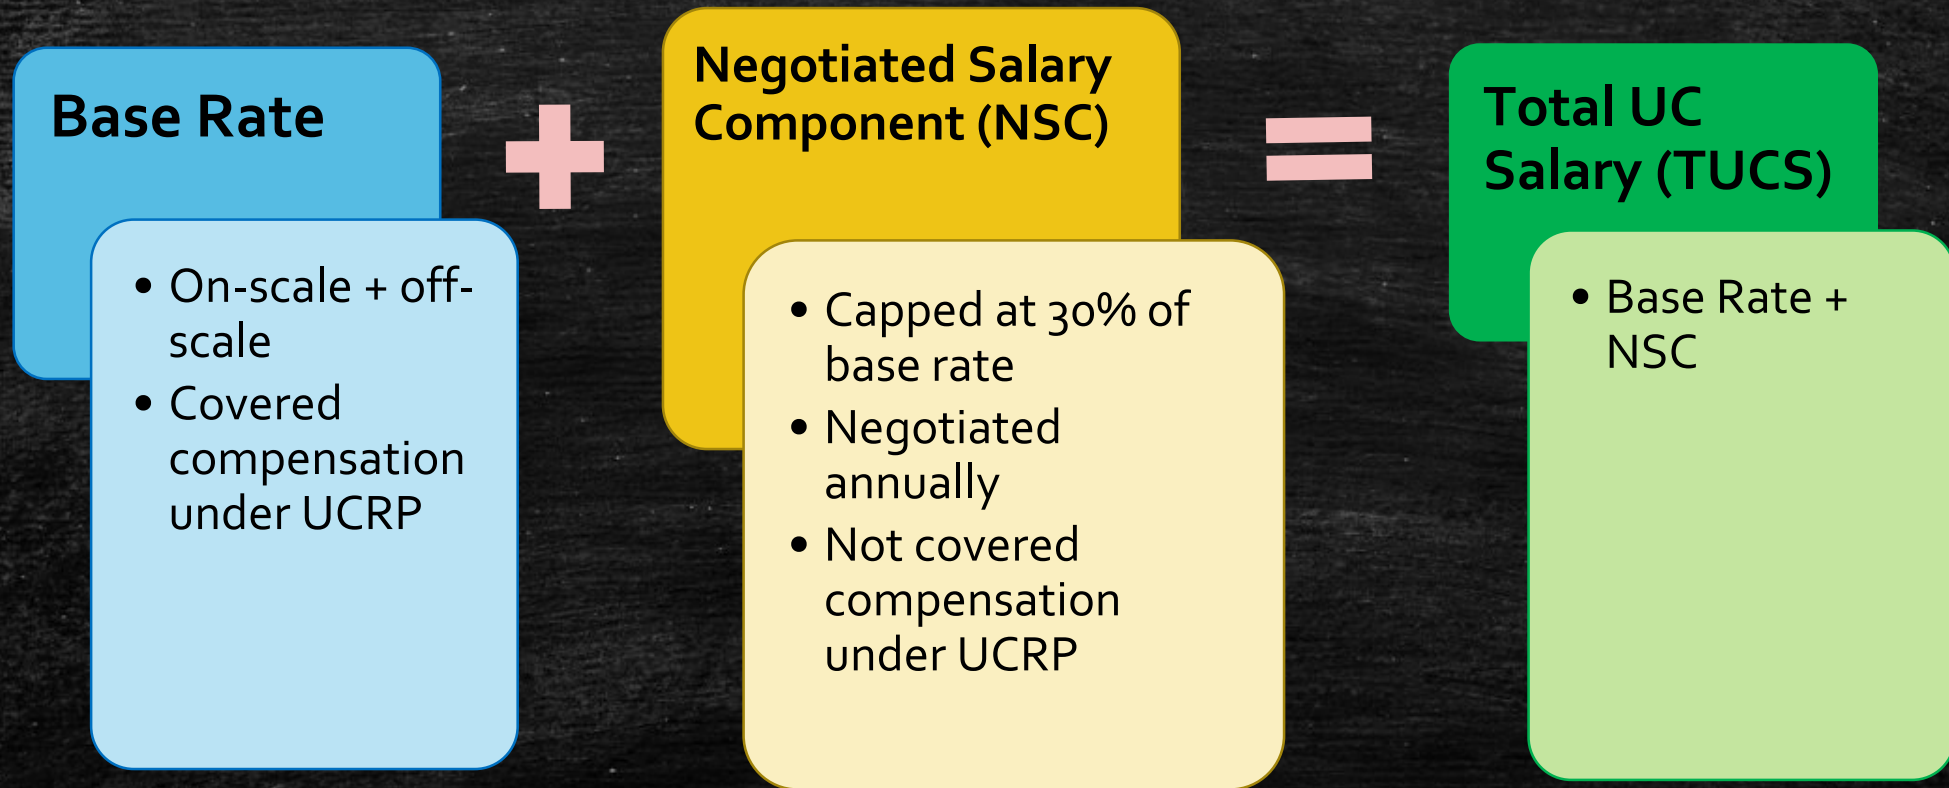 Base Rate
• On-scale + off-
scale
• Covered
compensation
under UCRP
+
Negotiated Salary
Component (NSC)
• Capped at 30% of
base rate
• Negotiated
annually
• Not covered
compensation
under UCRP
=
Total UC
Salary (TUCS)
• Base Rate +
NSC